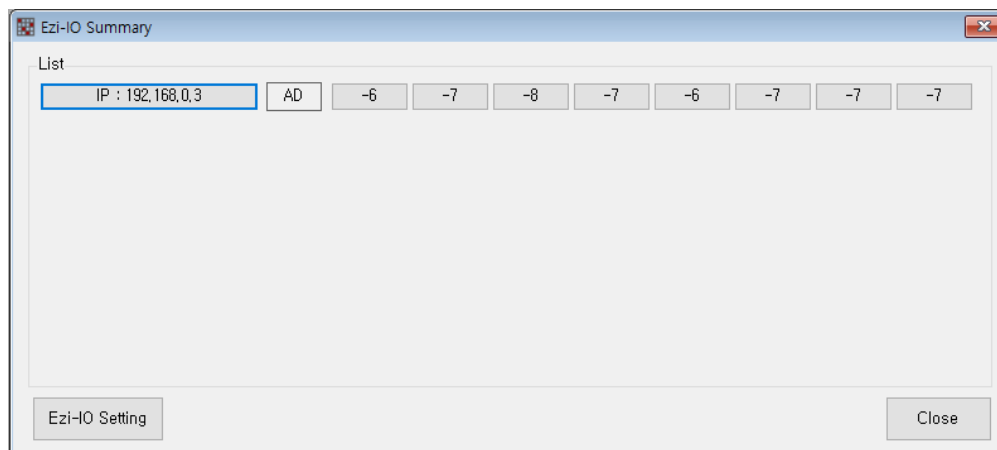 Ezi-IO Summary
List
IP : 192,168,0,3 AD -6 -7 -8 -7 -6 -7 -7 -7
Ezi-IO Setting Close